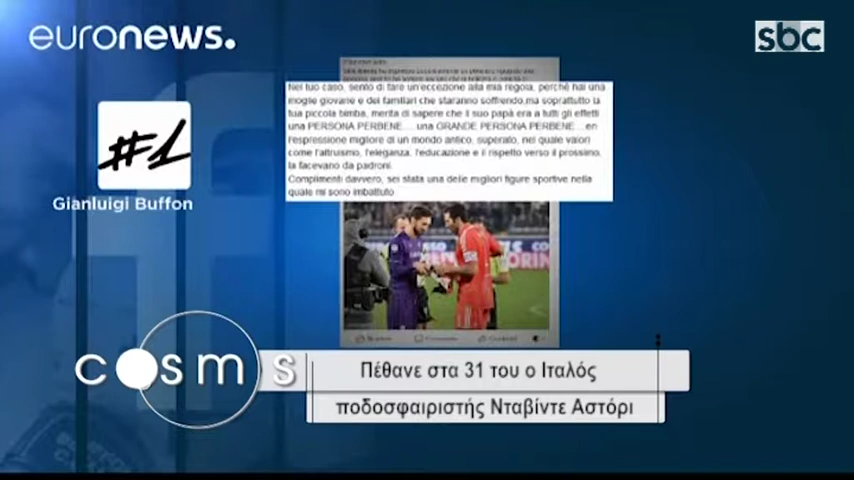 euronews.
sbc
Nel tuo caso, sento di fare un'eccezione alla mia regola, perchè hai una
moglie giovane e dei familiari che staranno soffrendo,ma soprattutto la
tua piccola bimba, merita di sapere che il suo papà era a tutti gli effetti
una PERSONA PERBENE.... una GRANDE PERSONA PERBENE....eri
l'espressione migliore di un mondo antico, superato, nel quale valori
come l'altruismo, l'eleganza, l'educazione e il rispetto verso il prossimo,
la facevano da padroni.
Complimenti davvero, sei stata una delle migliori figure sportive nella
quale mi sono imbattuto
#1
Gianluigi Buffon
cosmos
Πέθανε στα 31 του ο Ιταλός
ποδοσφαιριστής Νταβίντε Αστόρι